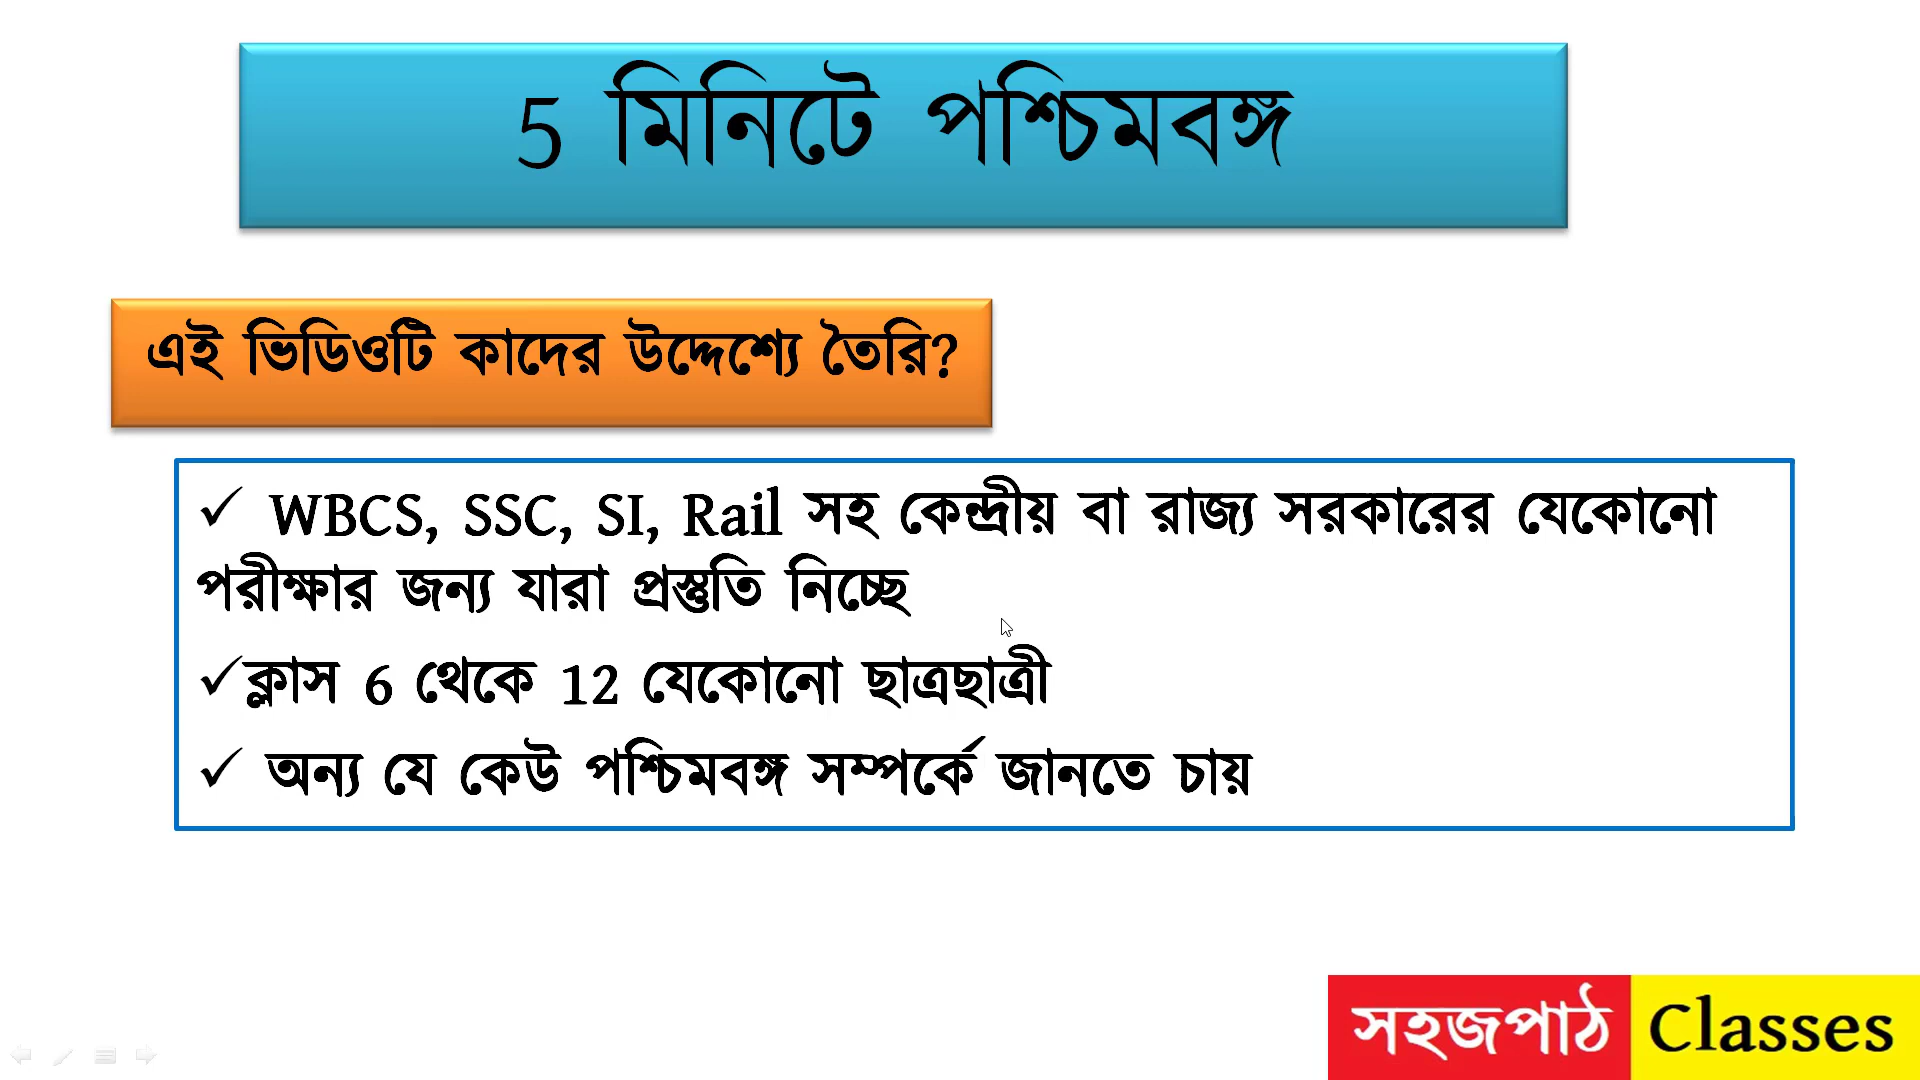 5 মিনিটে পশ্চিমবঙ্গ
এই ভিডিওটি কাদের উদ্দেশ্যে তৈরি?
✓ WBCS, SSC, SI, Rail সহ কেন্দ্রীয় বা রাজ্য সরকারের যেকোনো
পরীক্ষার জন্য যারা প্রস্তুতি নিচ্ছে
✓ক্লাস 6 থেকে 12 যেকোনো ছাত্রছাত্রী
✓ অন্য যে কেউ পশ্চিমবঙ্গ সম্পর্কে জানতে চায়
সহজপাঠ Classes